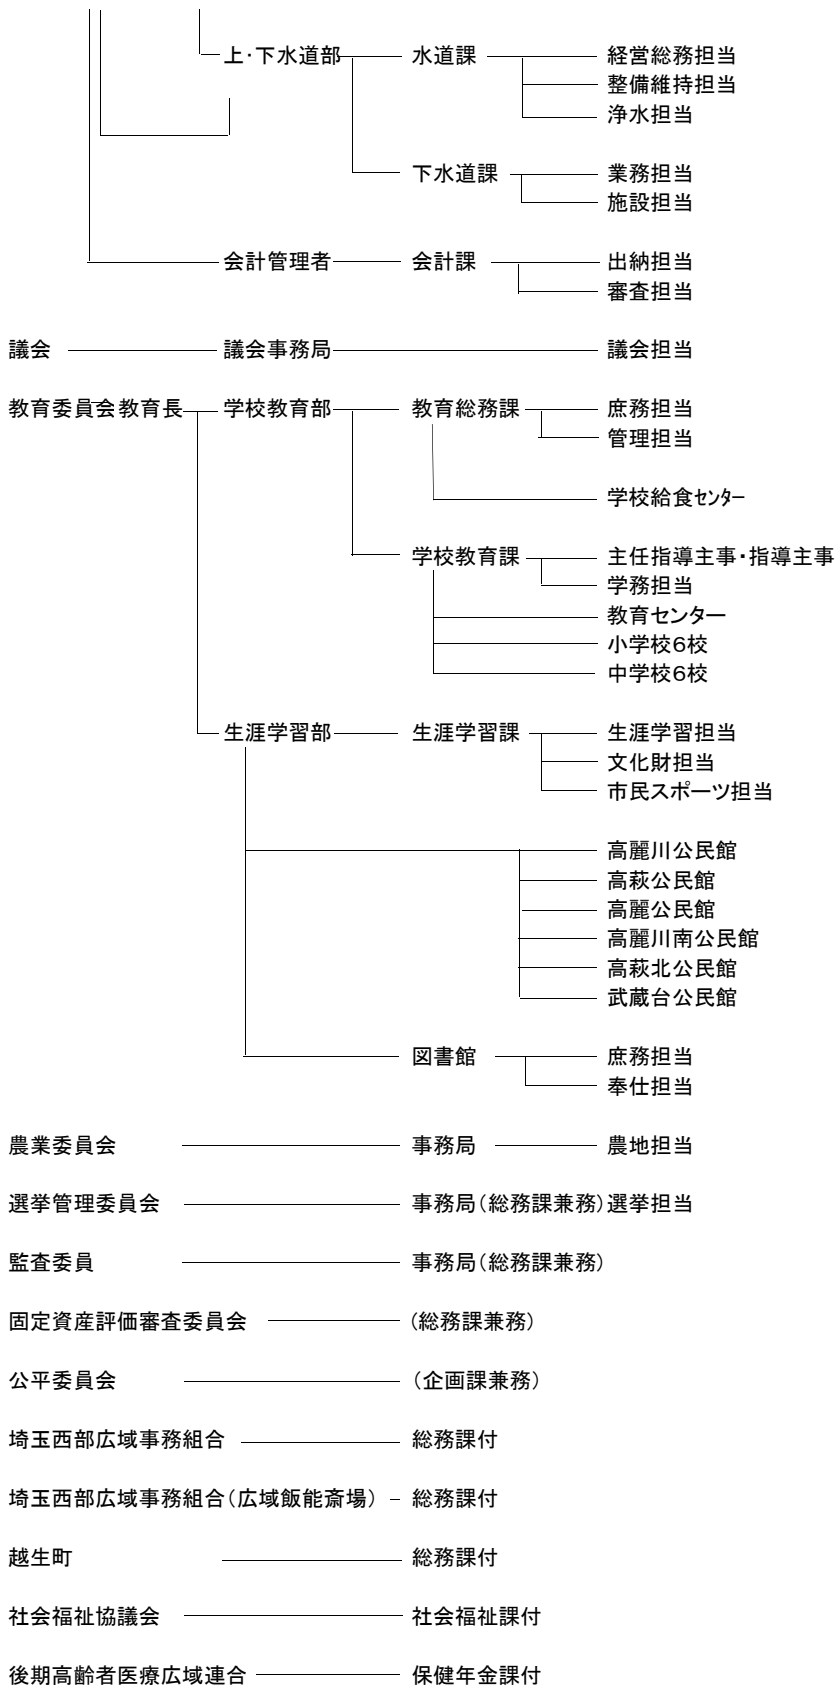 上・下水道部 水道課 経営総務担当
整備維持担当
浄水担当
下水道課 業務担当
施設担当
会計管理者 会計課 出納担当
審査担当
議会 議会事務局 議会担当
教育委員会 教育長 学校教育部 教育総務課 庶務担当
管理担当
学校給食ｾﾝﾀｰ
学校教育課 主任指導主事・指導主事
学務担当
教育センター
小学校６校
中学校６校
生涯学習部 生涯学習課 生涯学習担当
文化財担当
市民スポーツ担当
高麗川公民館
高萩公民館
高麗公民館
高麗川南公民館
高萩北公民館
武蔵台公民館
図書館 庶務担当
奉仕担当
農業委員会 事務局 農地担当
選挙管理委員会 事務局（総務課兼務） 選挙担当
監査委員 事務局（総務課兼務）
固定資産評価審査委員会 （総務課兼務）
公平委員会 （企画課兼務）
埼玉西部広域事務組合 総務課付
埼玉西部広域事務組合（広域飯能斎場） 総務課付
越生町 総務課付
社会福祉協議会 社会福祉課付
後期高齢者医療広域連合 保健年金課付